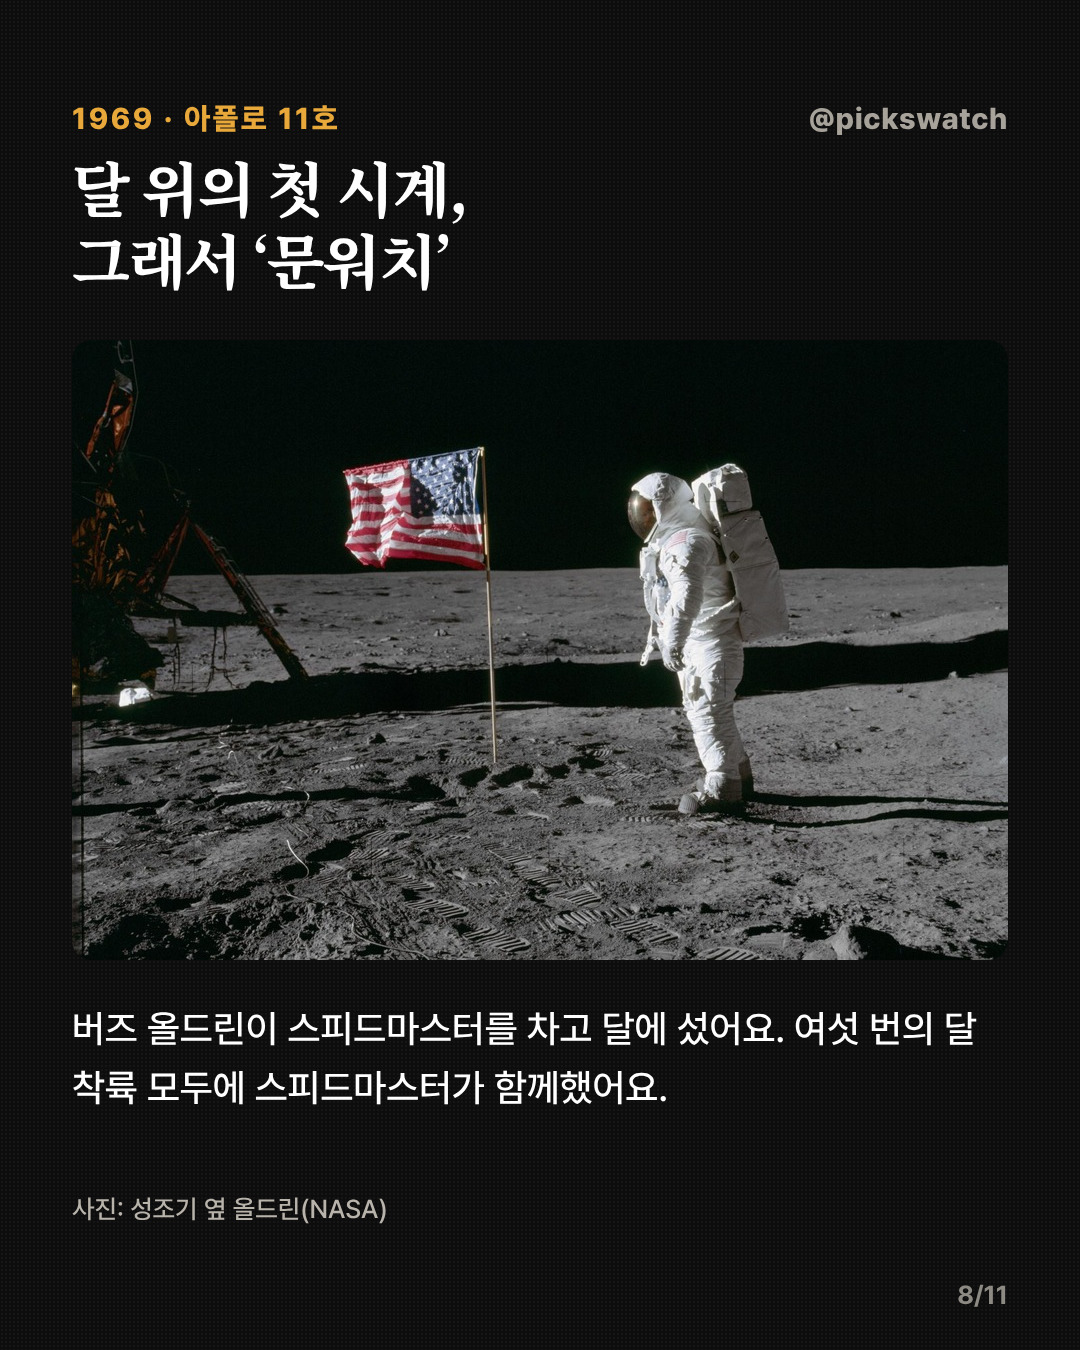 1969 · 아폴로 11호
@pickswatch
달 위의 첫 시계,
그래서 ‘문워치’
버즈 올드린이 스피드마스터를 차고 달에 섰어요. 여섯 번의 달
착륙 모두에 스피드마스터가 함께했어요.
사진: 성조기 옆 올드린(NASA)
8/11